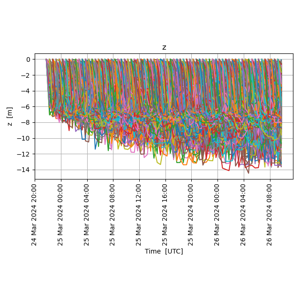 z
0
−2
−4
−6
−8
−10
−12
−14
z [m]
24 Mar 2024 20:00
25 Mar 2024 00:00
25 Mar 2024 04:00
25 Mar 2024 08:00
25 Mar 2024 12:00
25 Mar 2024 16:00
25 Mar 2024 20:00
26 Mar 2024 00:00
26 Mar 2024 04:00
26 Mar 2024 08:00
Time [UTC]